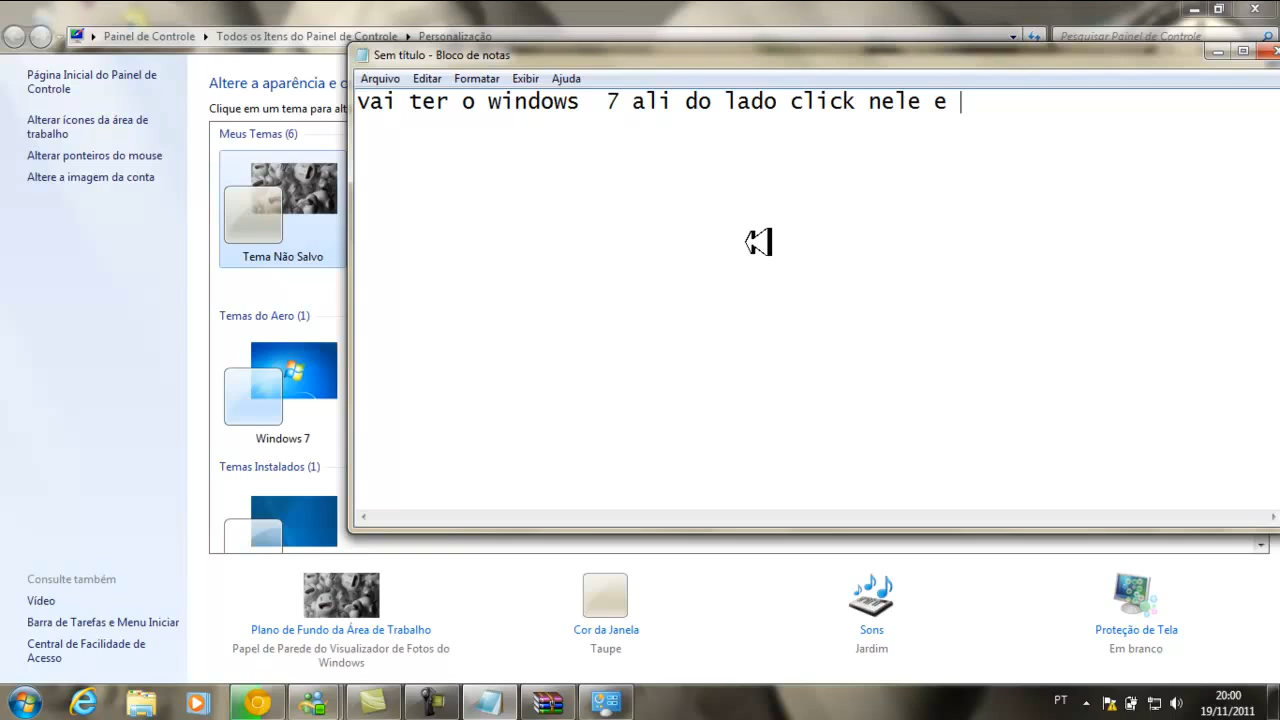 Painel de Controle
Todos os Itens do Painel de Controle
Personalização
Pesquisar Painel de Controle
Sem título - Bloco de notas
Arquivo Editar Formatar Exibir Ajuda
vai ter o windows  7 ali do lado click nele e
Página Inicial do Painel de
Controle
Alterar ícones da área de
trabalho
Alterar ponteiros do mouse
Altere a imagem da conta
Altere a aparência e
Clique em um tema para
Meus Temas (6)
Tema Não Salvo
Temas do Aero (1)
Windows 7
Temas Instalados (1)
Consulte também
Vídeo
Barra de Tarefas e Menu Iniciar
Central de Facilidade de
Acesso
Plano de Fundo da Área de Trabalho
Papel de Parede do Visualizador de Fotos do
Windows
Cor da Janela
Taupe
Sons
Jardim
Proteção de Tela
Em branco
PT
20:00
19/11/2011